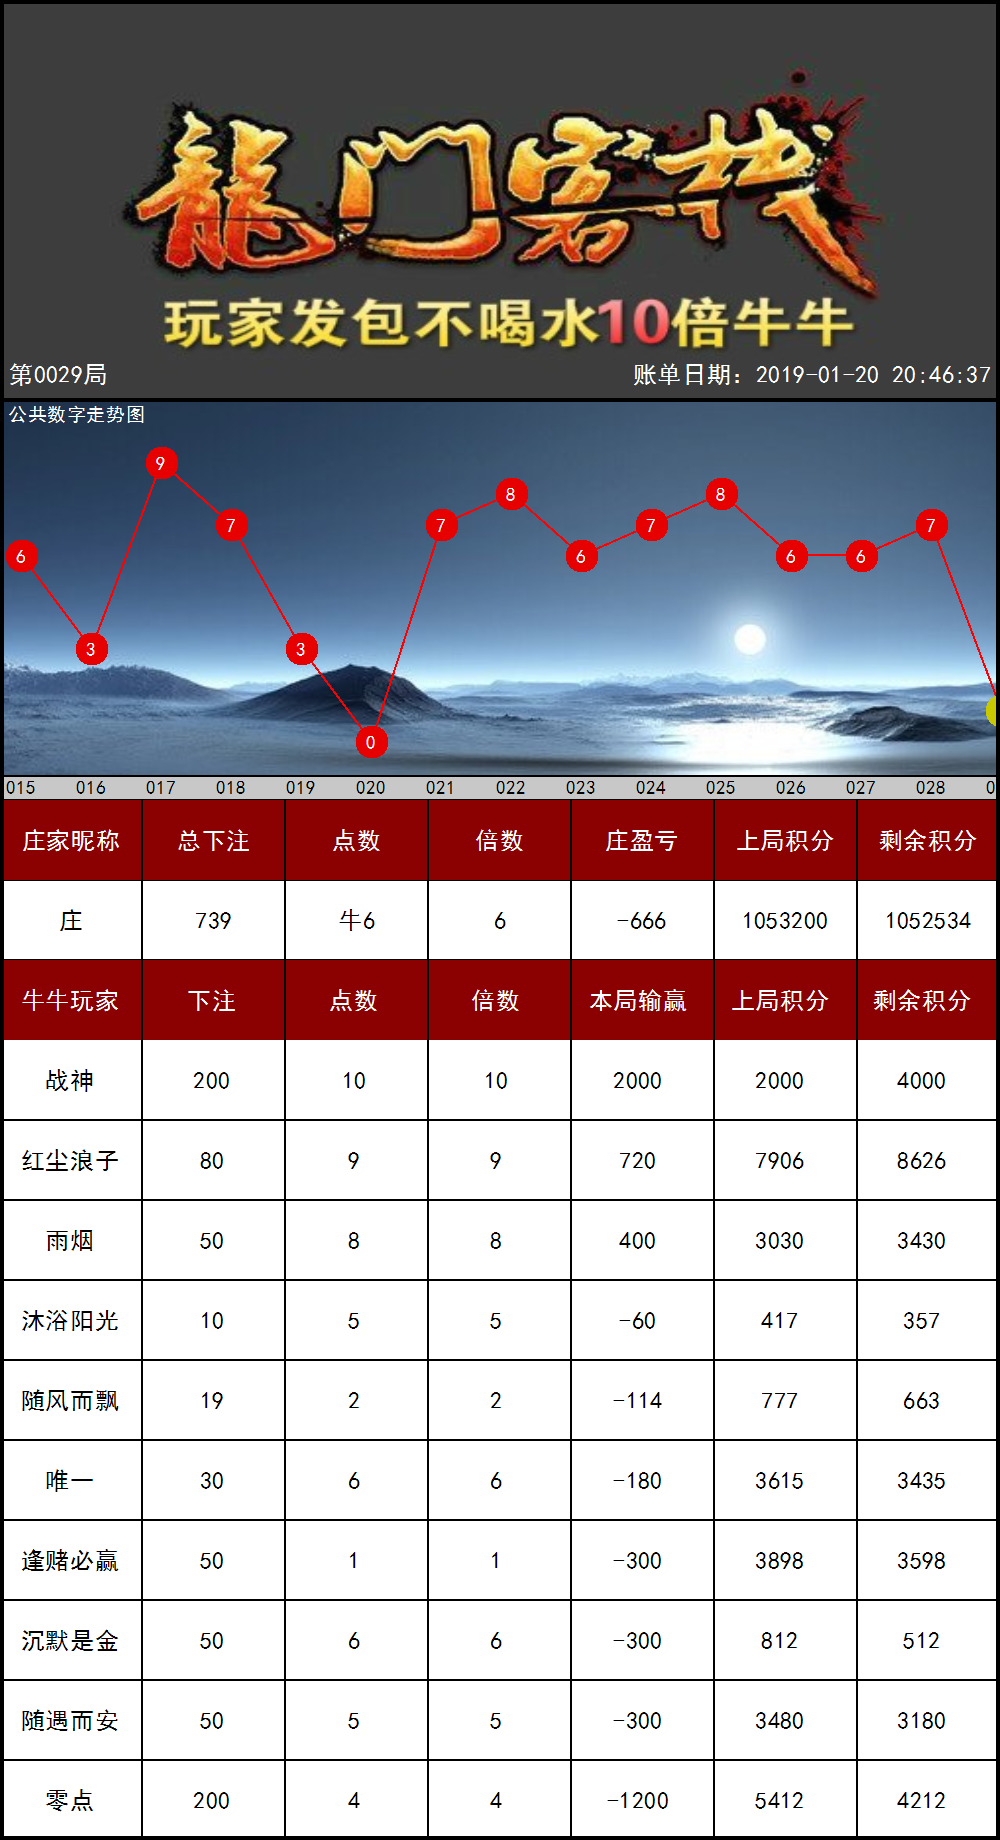 龍门客栈
玩家发包不喝水10倍牛牛
第0029局 账单日期：2019-01-20 20:46:37
公共数字走势图
6 3 9 7 3 0 7 8 6 7 8 6 6 7
015 016 017 018 019 020 021 022 023 024 025 026 027 028 0
庄家昵称 总下注 点数 倍数 庄盈亏 上局积分 剩余积分
庄 739 牛6 6 -666 1053200 1052534
牛牛玩家 下注 点数 倍数 本局输赢 上局积分 剩余积分
战神 200 10 10 2000 2000 4000
红尘浪子 80 9 9 720 7906 8626
雨烟 50 8 8 400 3030 3430
沐浴阳光 10 5 5 -60 417 357
随风而飘 19 2 2 -114 777 663
唯一 30 6 6 -180 3615 3435
逢赌必赢 50 1 1 -300 3898 3598
沉默是金 50 6 6 -300 812 512
随遇而安 50 5 5 -300 3480 3180
零点 200 4 4 -1200 5412 4212